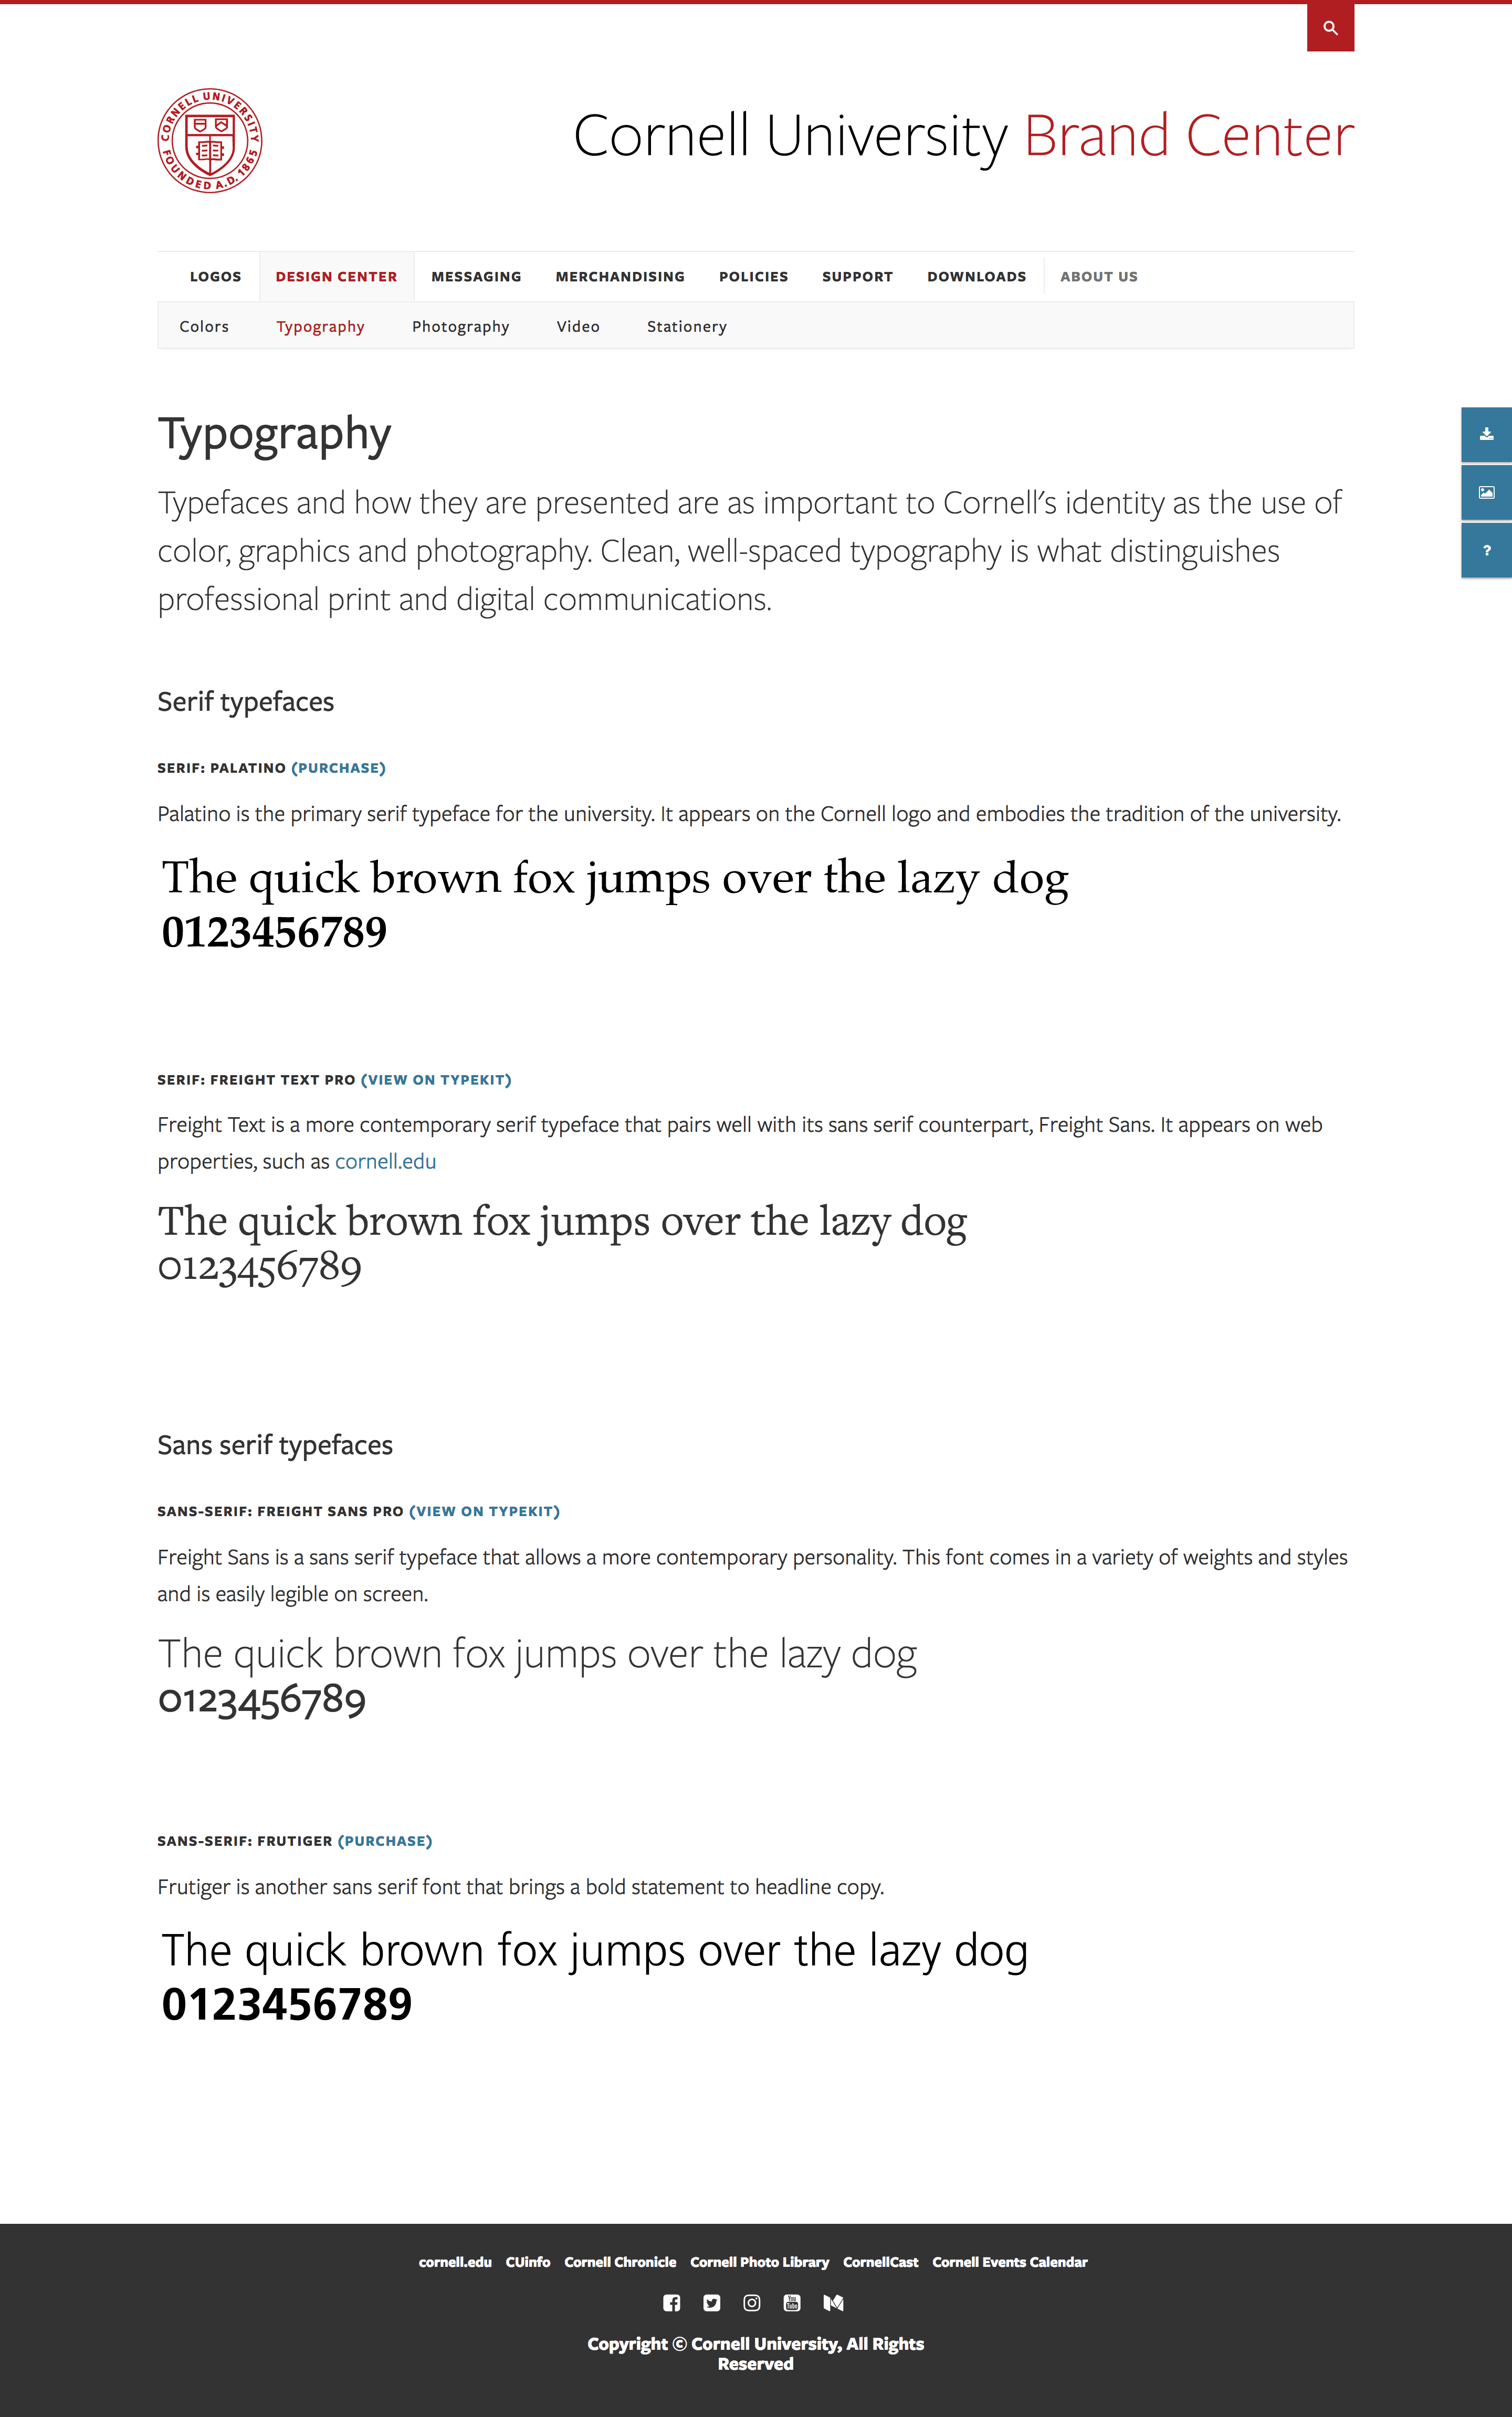 CORNELL UNIVERSITY
FOUNDED A.D. 1865
Cornell University Brand Center
LOGOS DESIGN CENTER MESSAGING MERCHANDISING POLICIES SUPPORT DOWNLOADS ABOUT US
Colors Typography Photography Video Stationery
Typography
Typefaces and how they are presented are as important to Cornell's identity as the use of
color, graphics and photography. Clean, well-spaced typography is what distinguishes
professional print and digital communications.
?
Serif typefaces
SERIF: PALATINO (PURCHASE)
Palatino is the primary serif typeface for the university. It appears on the Cornell logo and embodies the tradition of the university.
The quick brown fox jumps over the lazy dog
0123456789
SERIF: FREIGHT TEXT PRO (VIEW ON TYPEKIT)
Freight Text is a more contemporary serif typeface that pairs well with its sans serif counterpart, Freight Sans. It appears on web
properties, such as cornell.edu
The quick brown fox jumps over the lazy dog
0123456789
Sans serif typefaces
SANS-SERIF: FREIGHT SANS PRO (VIEW ON TYPEKIT)
Freight Sans is a sans serif typeface that allows a more contemporary personality. This font comes in a variety of weights and styles
and is easily legible on screen.
The quick brown fox jumps over the lazy dog
0123456789
SANS-SERIF: FRUTIGER (PURCHASE)
Frutiger is another sans serif font that brings a bold statement to headline copy.
The quick brown fox jumps over the lazy dog
0123456789
cornell.edu CUinfo Cornell Chronicle Cornell Photo Library CornellCast Cornell Events Calendar
You Tube
Copyright © Cornell University, All Rights
Reserved